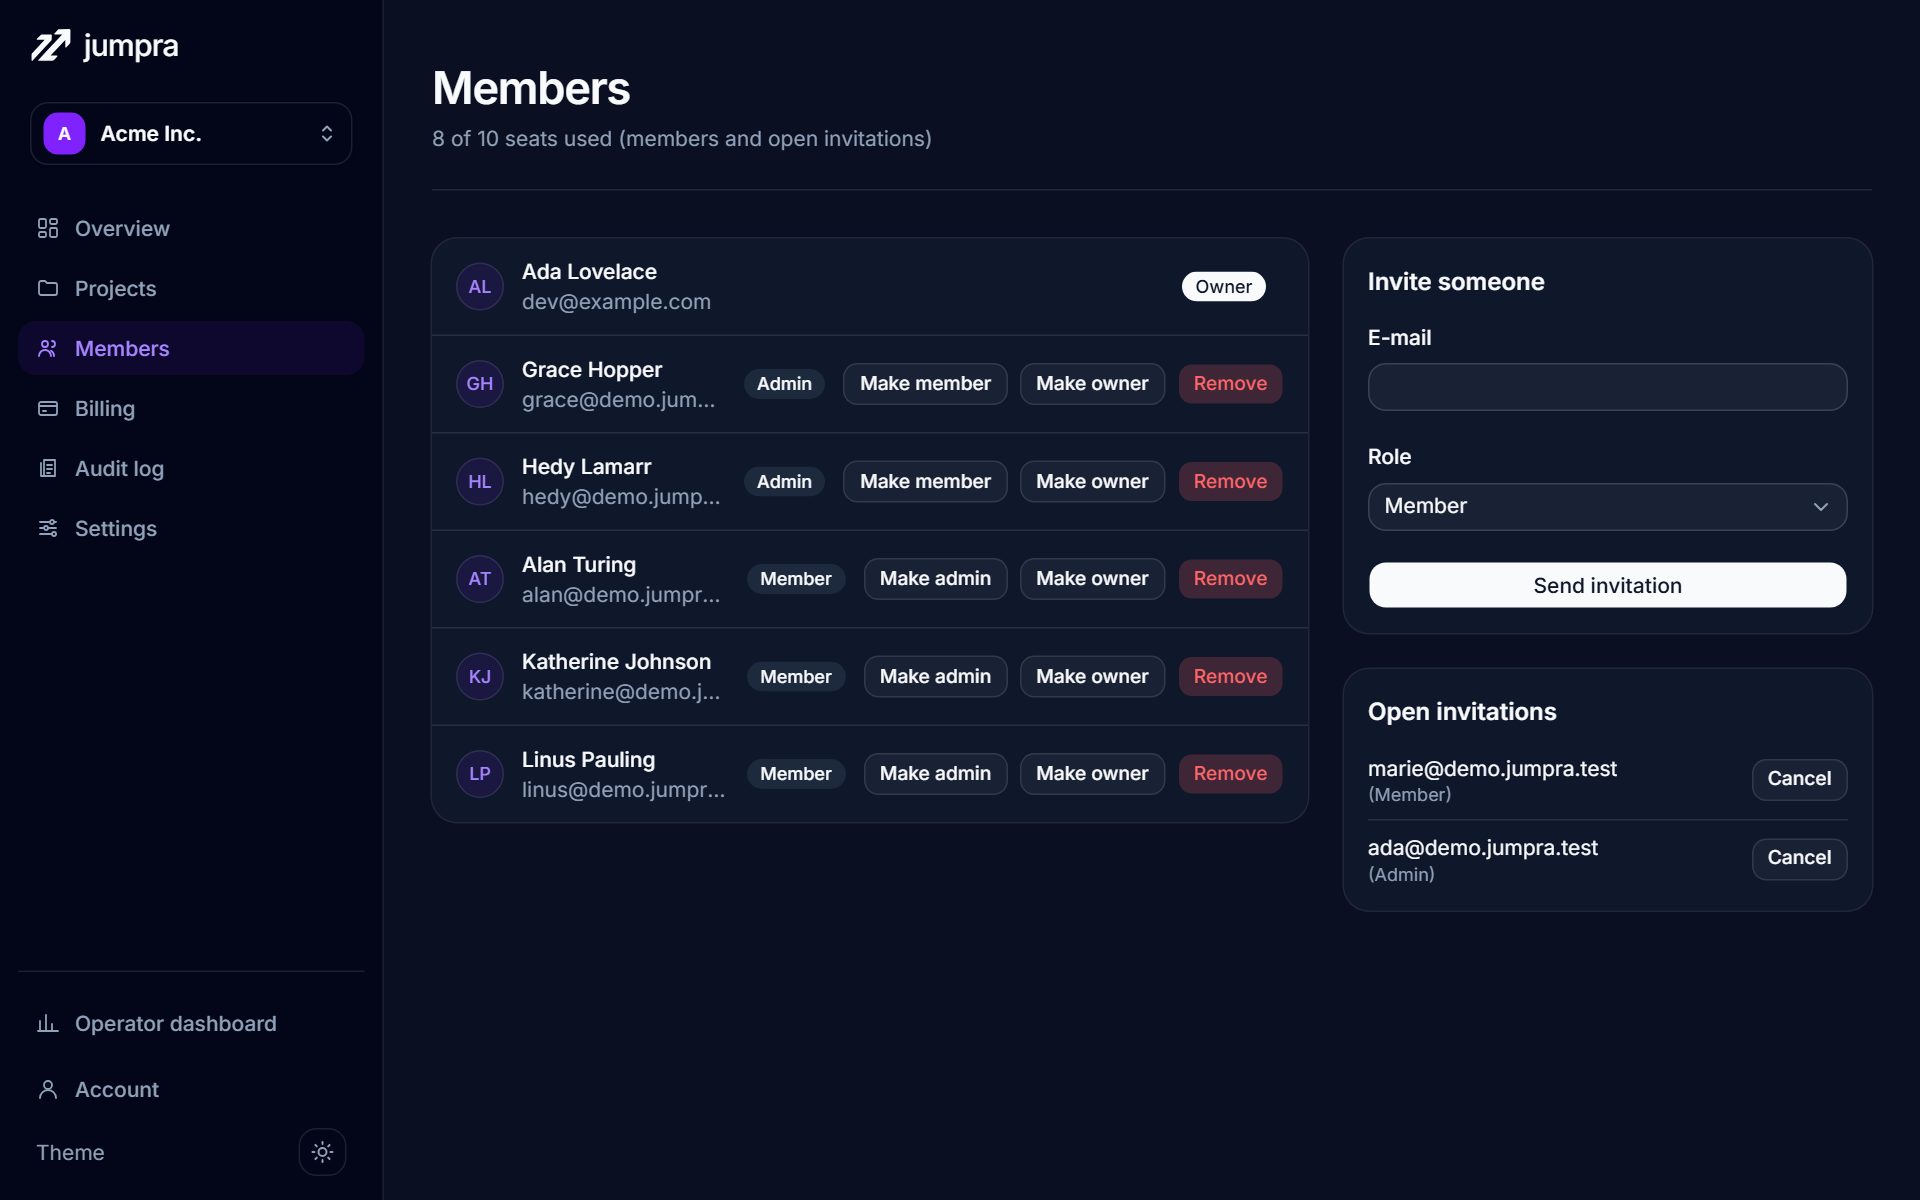 jumpra
A Acme Inc.
Overview
Projects
Members
Billing
Audit log
Settings
Operator dashboard
Account
Theme
Members
8 of 10 seats used (members and open invitations)
AL
Ada Lovelace
dev@example.com
Owner
GH
Grace Hopper
grace@demo.jum...
Admin
Make member
Make owner
Remove
HL
Hedy Lamarr
hedy@demo.jump...
Admin
Make member
Make owner
Remove
AT
Alan Turing
alan@demo.jumpr...
Member
Make admin
Make owner
Remove
KJ
Katherine Johnson
katherine@demo.j...
Member
Make admin
Make owner
Remove
LP
Linus Pauling
linus@demo.jumpr...
Member
Make admin
Make owner
Remove
Invite someone
E-mail
Role
Member
Send invitation
Open invitations
marie@demo.jumpra.test
(Member)
Cancel
ada@demo.jumpra.test
(Admin)
Cancel